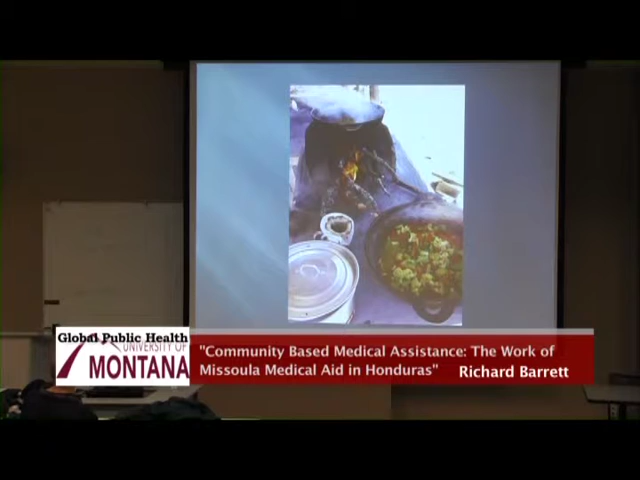 Global Public Health
UNIVERSITY OF
MONTANA
"Community Based Medical Assistance: The Work of
Missoula Medical Aid in Honduras"
Richard Barrett